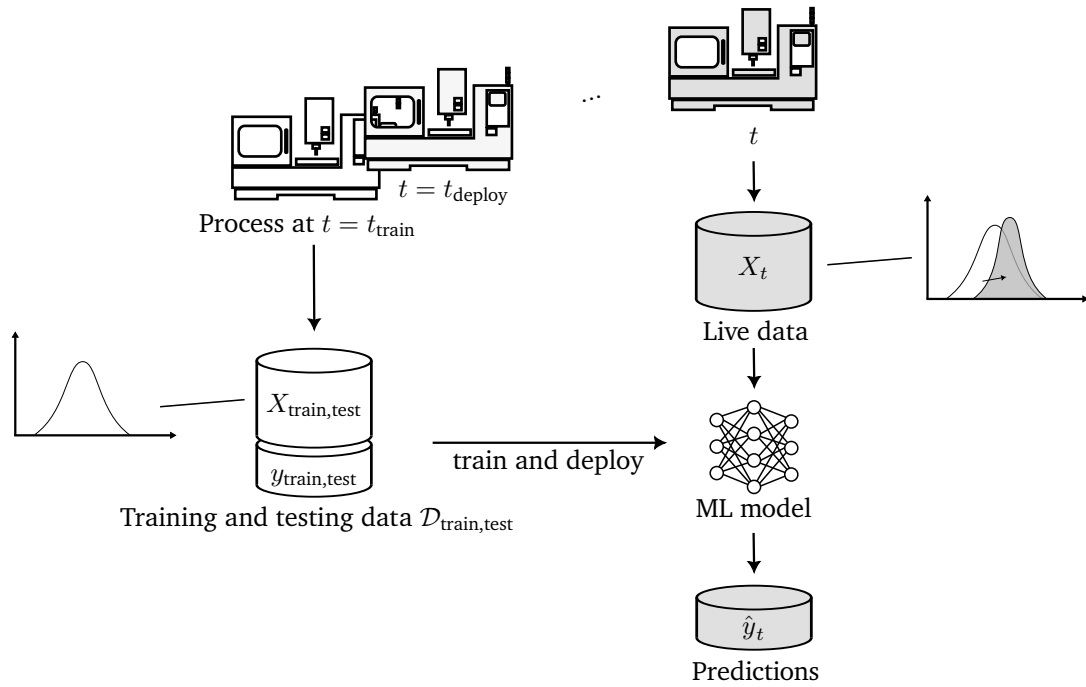 ...
t
t = t_deploy
Process at t = t_train
X_t
Live data
X_train,test
y_train,test
train and deploy
Training and testing data 𝒟_train,test
ML model
ŷ_t
Predictions